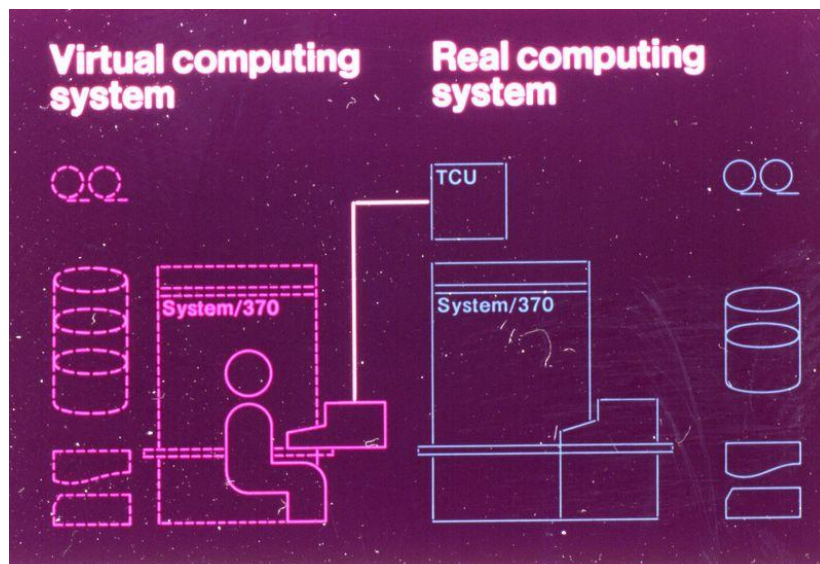 Virtual computing
system
Real computing
system
TCU
System/370
System/370